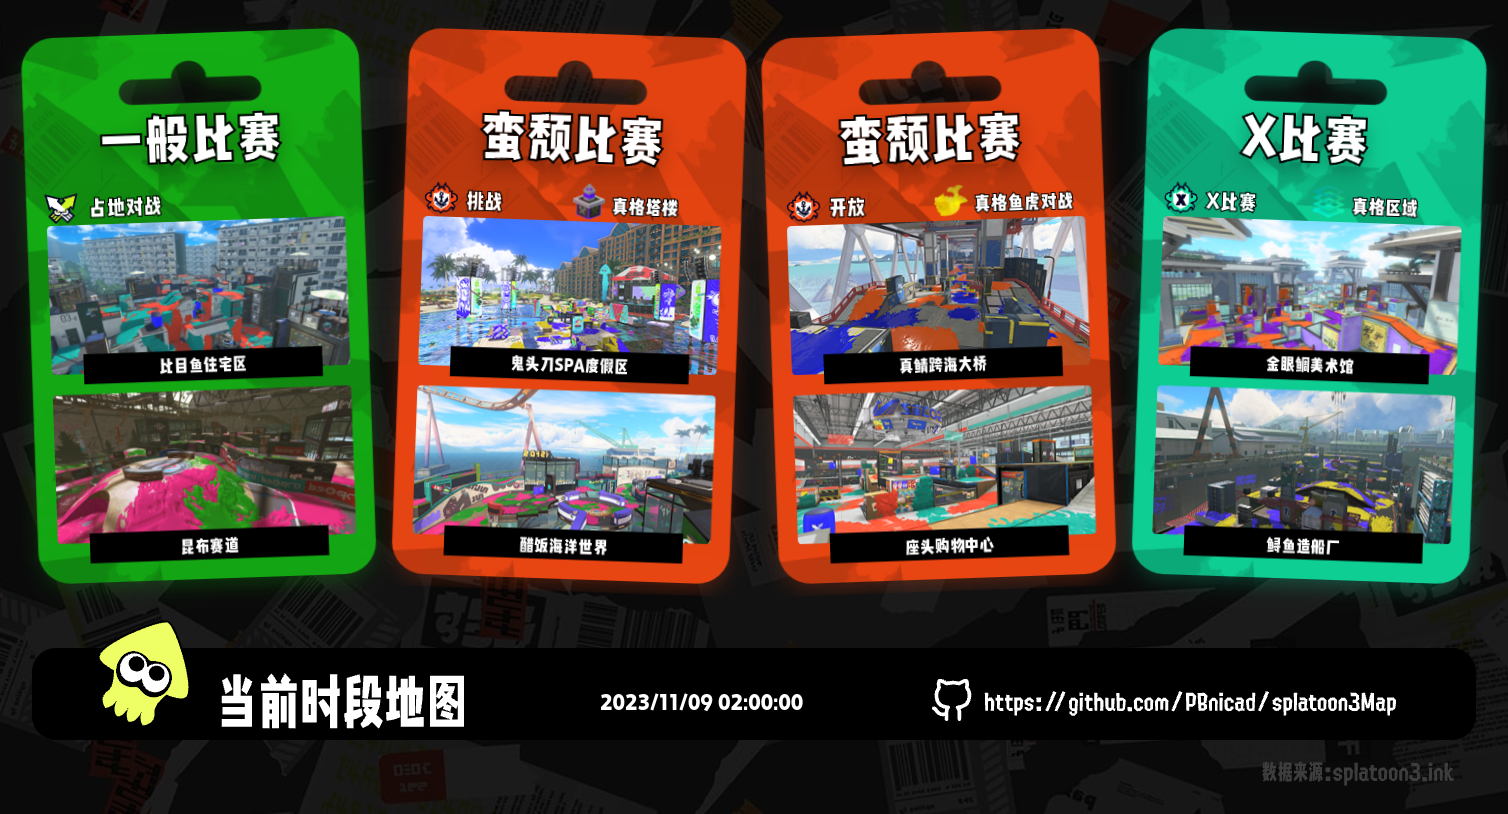 一般比赛
占地对战
比目鱼住宅区
昆布赛道
蛮颓比赛
挑战
真格塔楼
鬼头刀SPA度假区
醋饭海洋世界
蛮颓比赛
开放
真格鱼虎对战
真鲭跨海大桥
座头购物中心
X比赛
X比赛
真格区域
金眼鲷美术馆
鲟鱼造船厂
当前时段地图
2023/11/09 02:00:00
https://github.com/PBnicad/splatoon3Map
数据来源:splatoon3.ink